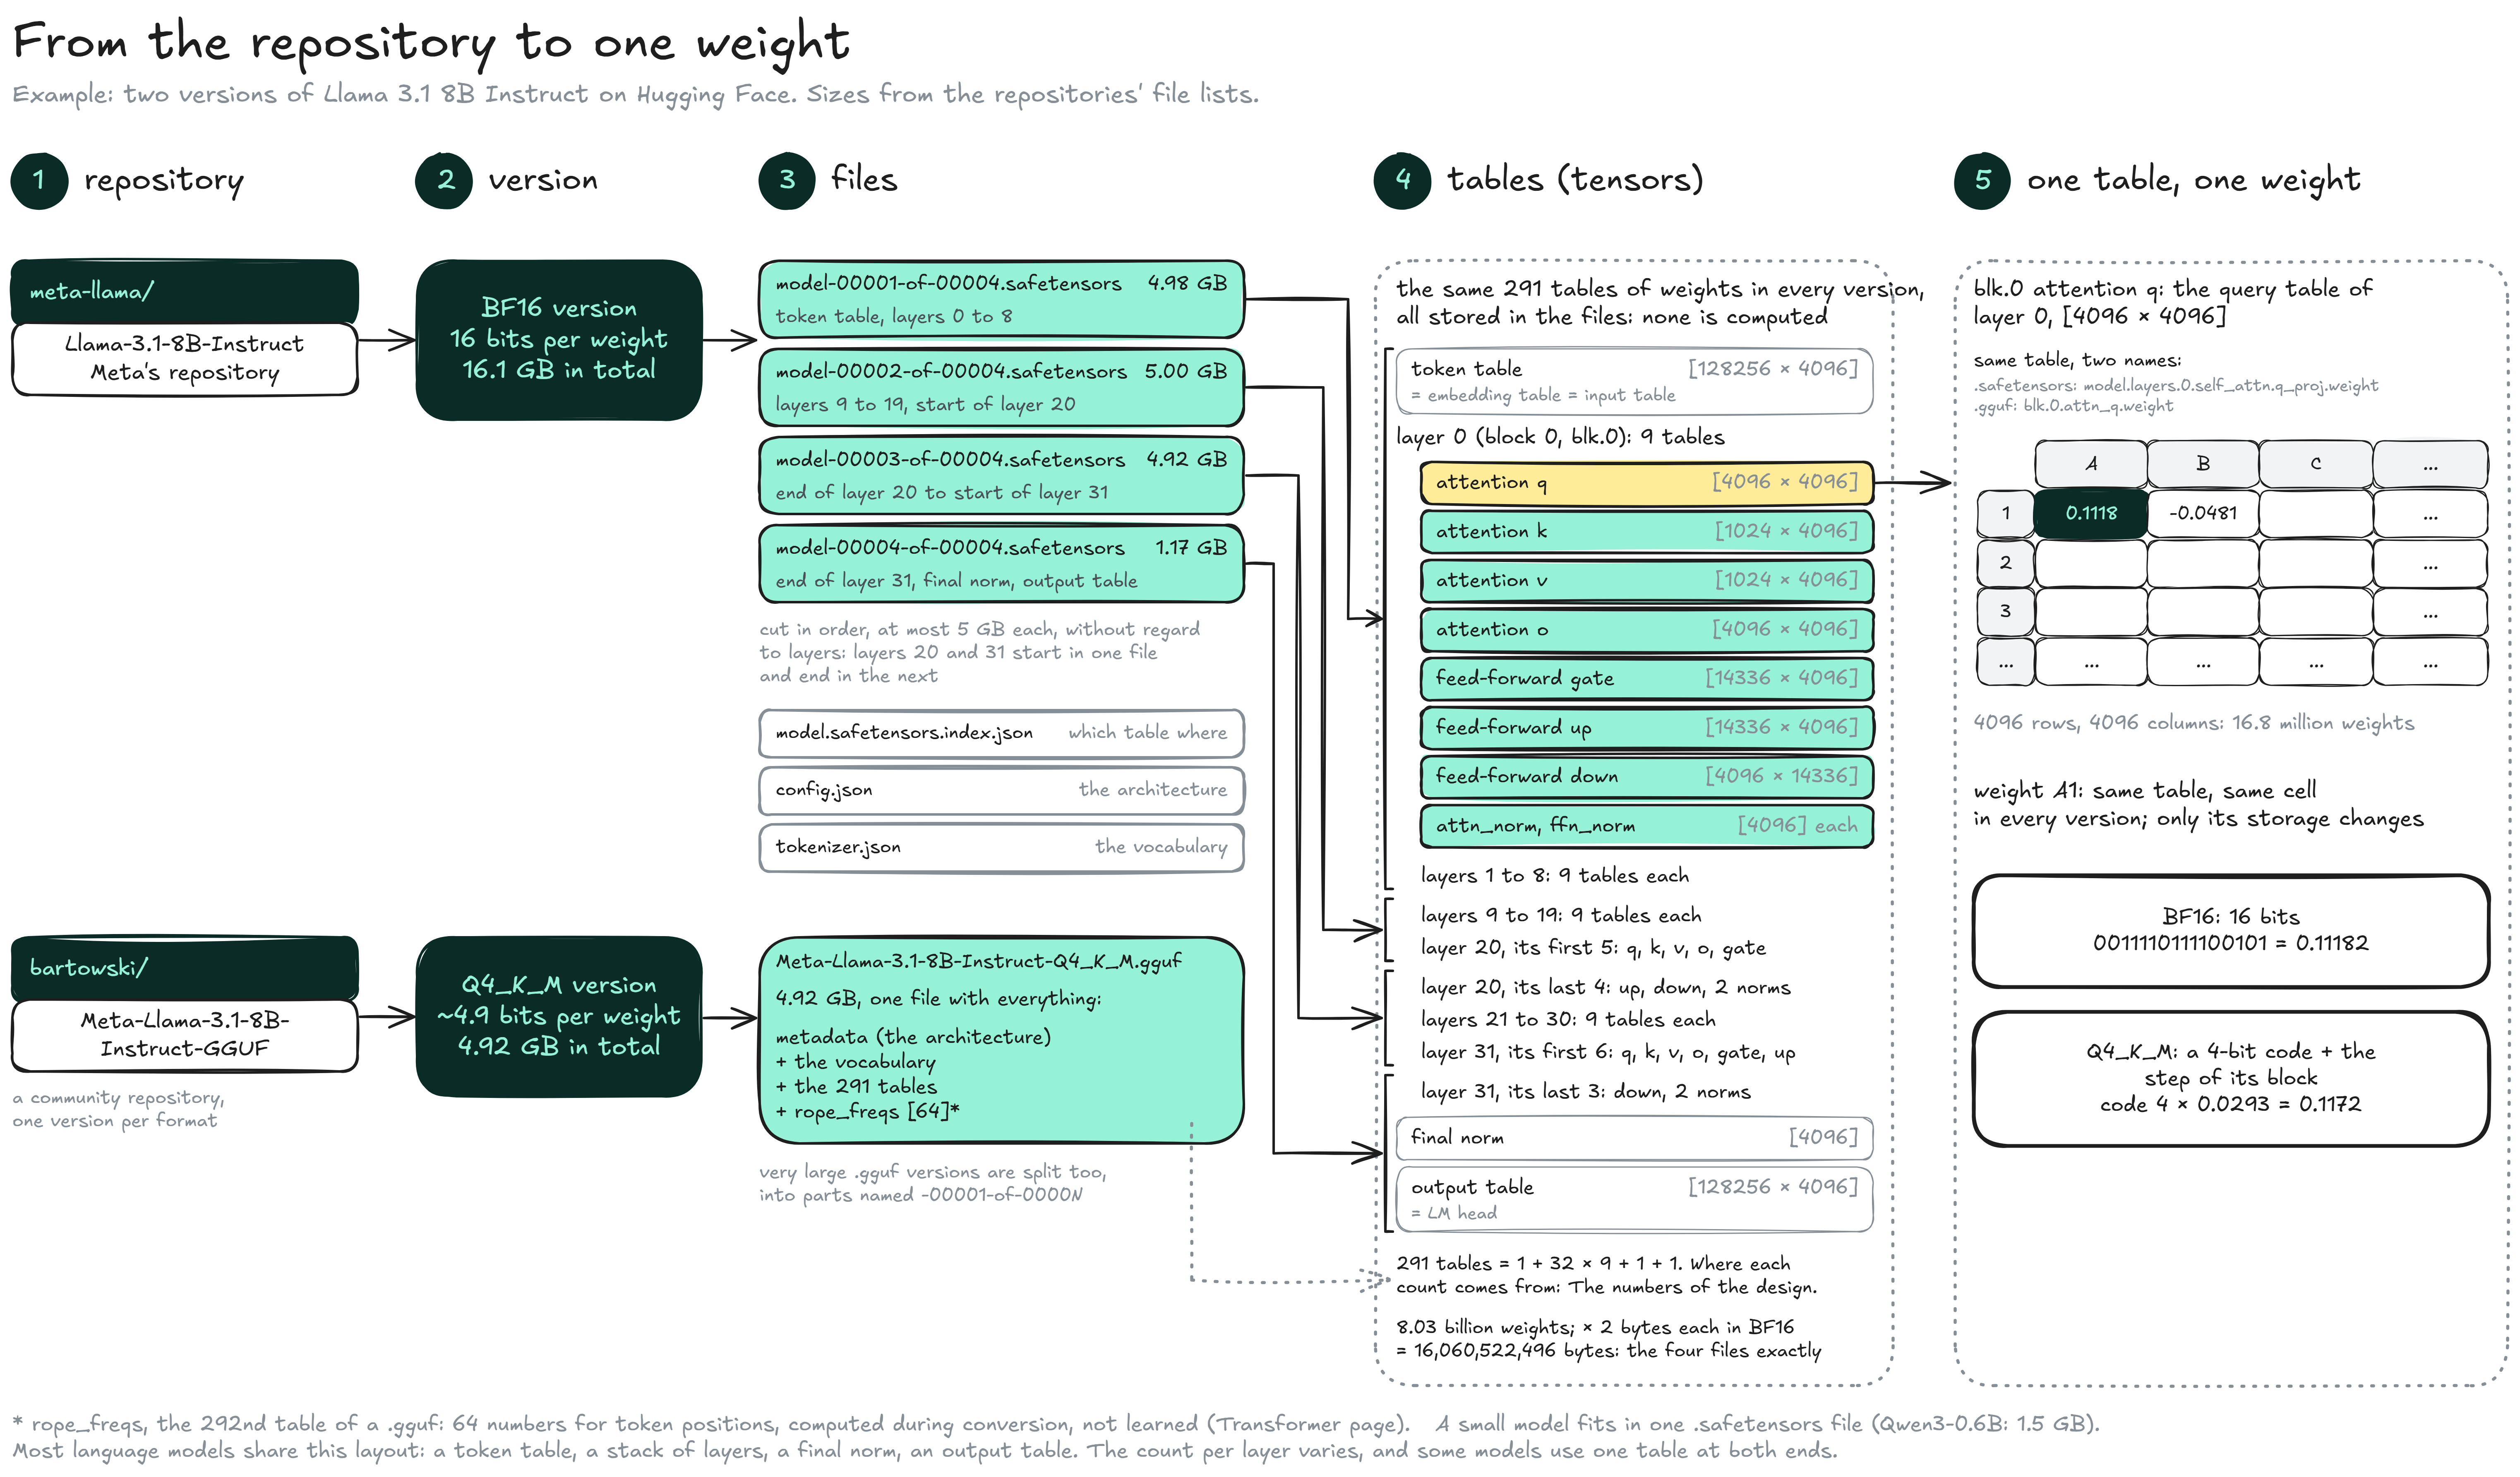 From the repository to one weight
Example: two versions of Llama 3.1 8B Instruct on Hugging Face. Sizes from the repositories' file lists.
1 repository
2 version
3 files
4 tables (tensors)
5 one table, one weight
meta-llama/
Llama-3.1-8B-Instruct
Meta's repository
BF16 version
16 bits per weight
16.1 GB in total
model-00001-of-00004.safetensors 4.98 GB
token table, layers 0 to 8
model-00002-of-00004.safetensors 5.00 GB
layers 9 to 19, start of layer 20
model-00003-of-00004.safetensors 4.92 GB
end of layer 20 to start of layer 31
model-00004-of-00004.safetensors 1.17 GB
end of layer 31, final norm, output table
cut in order, at most 5 GB each, without regard
to layers: layers 20 and 31 start in one file
and end in the next
model.safetensors.index.json which table where
config.json the architecture
tokenizer.json the vocabulary
bartowski/
Meta-Llama-3.1-8B-
Instruct-GGUF
a community repository,
one version per format
Q4_K_M version
~4.9 bits per weight
4.92 GB in total
Meta-Llama-3.1-8B-Instruct-Q4_K_M.gguf
4.92 GB, one file with everything:
metadata (the architecture)
+ the vocabulary
+ the 291 tables
+ rope_freqs [64]*
very large .gguf versions are split too,
into parts named -00001-of-0000N
the same 291 tables of weights in every version,
all stored in the files: none is computed
token table [128256 × 4096]
= embedding table = input table
layer 0 (block 0, blk.0): 9 tables
attention q [4096 × 4096]
attention k [1024 × 4096]
attention v [1024 × 4096]
attention o [4096 × 4096]
feed-forward gate [14336 × 4096]
feed-forward up [14336 × 4096]
feed-forward down [4096 × 14336]
attn_norm, ffn_norm [4096] each
layers 1 to 8: 9 tables each
layers 9 to 19: 9 tables each
layer 20, its first 5: q, k, v, o, gate
layer 20, its last 4: up, down, 2 norms
layers 21 to 30: 9 tables each
layer 31, its first 6: q, k, v, o, gate, up
layer 31, its last 3: down, 2 norms
final norm [4096]
output table [128256 × 4096]
= LM head
291 tables = 1 + 32 × 9 + 1 + 1. Where each
count comes from: The numbers of the design.
8.03 billion weights; × 2 bytes each in BF16
= 16,060,522,496 bytes: the four files exactly
blk.0 attention q: the query table of
layer 0, [4096 × 4096]
same table, two names:
.safetensors: model.layers.0.self_attn.q_proj.weight
.gguf: blk.0.attn_q.weight
A B C ...
1 0.1118 -0.0481 ...
2 ...
3 ...
... ... ... ... ...
4096 rows, 4096 columns: 16.8 million weights
weight A1: same table, same cell
in every version; only its storage changes
BF16: 16 bits
0011110111100101 = 0.11182
Q4_K_M: a 4-bit code + the
step of its block
code 4 × 0.0293 = 0.1172
* rope_freqs, the 292nd table of a .gguf: 64 numbers for token positions, computed during conversion, not learned (Transformer page). A small model fits in one .safetensors file (Qwen3-0.6B: 1.5 GB).
Most language models share this layout: a token table, a stack of layers, a final norm, an output table. The count per layer varies, and some models use one table at both ends.